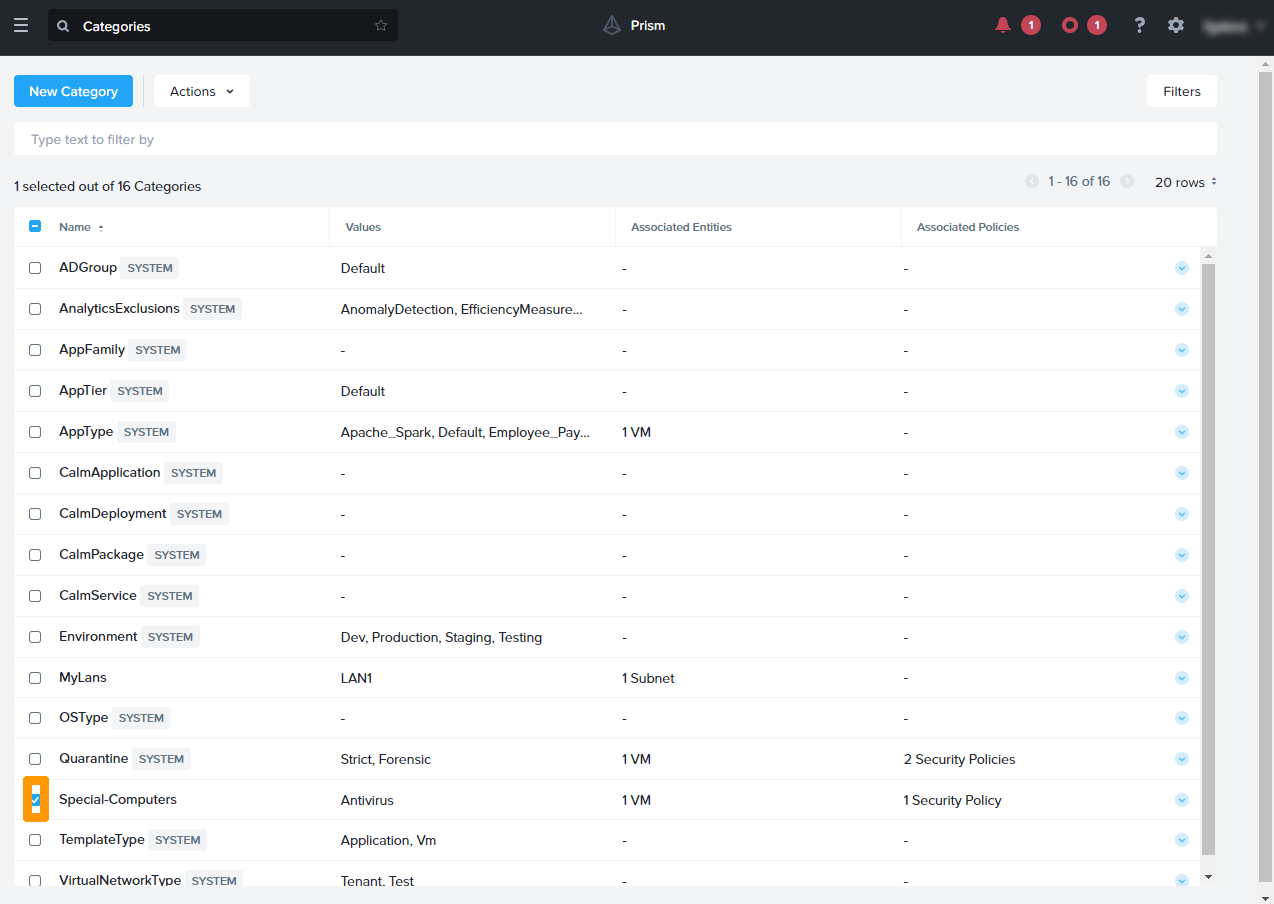 Categories
Prism
1
1
?
New Category
Actions
Filters
Type text to filter by
1 selected out of 16 Categories
1 - 16 of 16
20 rows
Name Values Associated Entities Associated Policies
ADGroup SYSTEM Default - -
AnalyticsExclusions SYSTEM AnomalyDetection, EfficiencyMeasure... - -
AppFamily SYSTEM - - -
AppTier SYSTEM Default - -
AppType SYSTEM Apache_Spark, Default, Employee_Pay... 1 VM -
CalmApplication SYSTEM - - -
CalmDeployment SYSTEM - - -
CalmPackage SYSTEM - - -
CalmService SYSTEM - - -
Environment SYSTEM Dev, Production, Staging, Testing - -
MyLans LAN1 1 Subnet -
OSType SYSTEM - - -
Quarantine SYSTEM Strict, Forensic 1 VM 2 Security Policies
Special-Computers Antivirus 1 VM 1 Security Policy
TemplateType SYSTEM Application, Vm - -
VirtualNetworkType SYSTEM Tenant, Test - -